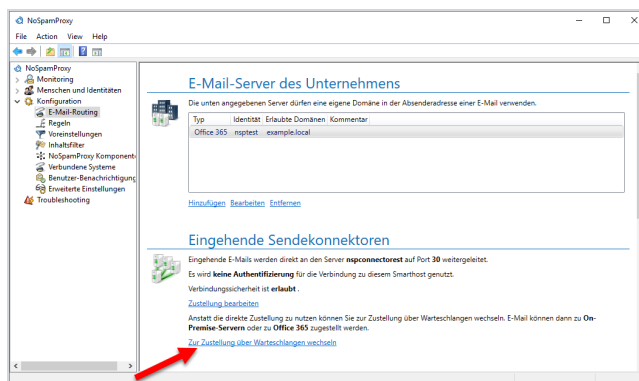 NoSpamProxy
File Action View Help
NoSpamProxy
Monitoring
Menschen und Identitäten
Konfiguration
E-Mail-Routing
Regeln
Voreinstellungen
Inhaltsfilter
NoSpamProxy Komponente
Verbundene Systeme
Benutzer-Benachrichtigung
Erweiterte Einstellungen
Troubleshooting
E-Mail-Server des Unternehmens
Die unten angegebenen Server dürfen eine eigene Domäne in der Absenderadresse einer E-Mail verwenden.
Typ Identität Erlaubte Domänen Kommentar
Office 365 nsptest example.local
Hinzufügen Bearbeiten Entfernen
Eingehende Sendekonnektoren
Eingehende E-Mails werden direkt an den Server nspconnectorest auf Port 30 weitergeleitet.
Es wird keine Authentifizierung für die Verbindung zu diesem Smarthost genutzt.
Verbindungssicherheit ist erlaubt .
Zustellung bearbeiten
Anstatt die direkte Zustellung zu nutzen können Sie zur Zustellung über Warteschlangen wechseln. E-Mail können dann zu On-
Premise-Servern oder zu Office 365 zugestellt werden.
Zur Zustellung über Warteschlangen wechseln